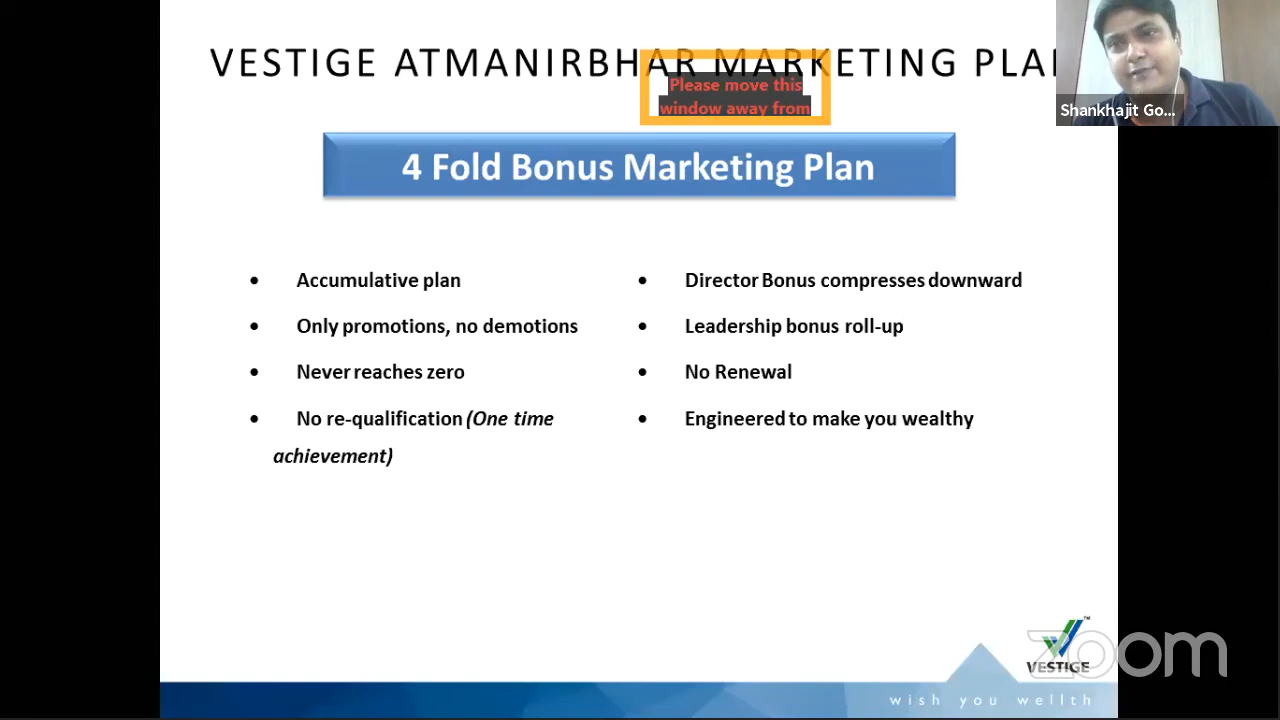 VESTIGE ATMANIRBHAR MARKETING PLA
Please move this
window away from
Shankhajit Go...
4 Fold Bonus Marketing Plan
• Accumulative plan
• Only promotions, no demotions
• Never reaches zero
• No re-qualification (One time
achievement)
• Director Bonus compresses downward
• Leadership bonus roll-up
• No Renewal
• Engineered to make you wealthy
TM
VESTIGE
zoom
wish you wellth